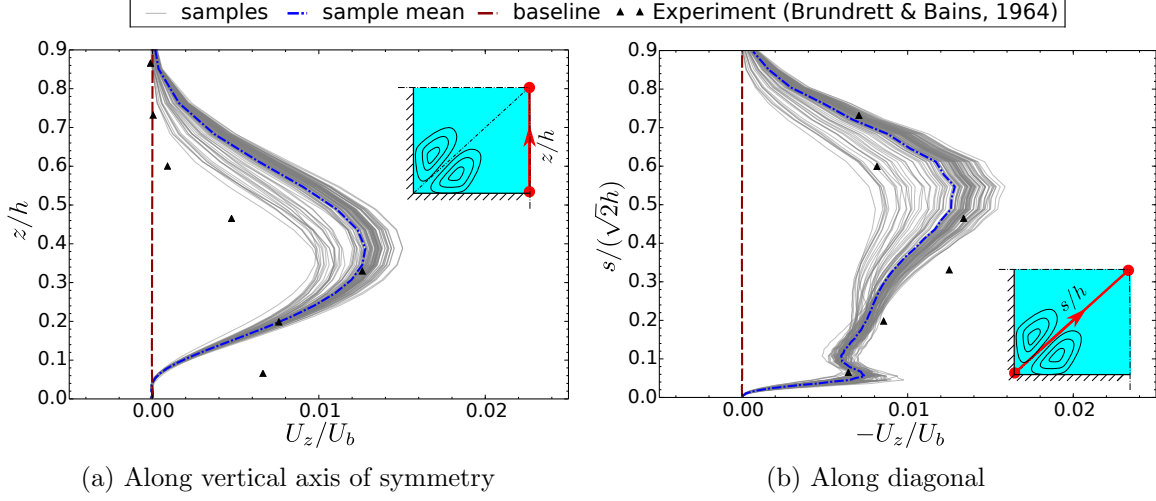 samples sample mean baseline Experiment (Brundrett & Bains, 1964)
0.9
0.8
0.7
0.6
0.5
0.4
0.3
0.2
0.1
0.0
z/h
z/h
0.00 0.01 0.02
U_z/U_b
(a) Along vertical axis of symmetry
0.9
0.8
0.7
0.6
0.5
0.4
0.3
0.2
0.1
0.0
s/(√2h)
s/h
0.00 0.01 0.02
−U_z/U_b
(b) Along diagonal